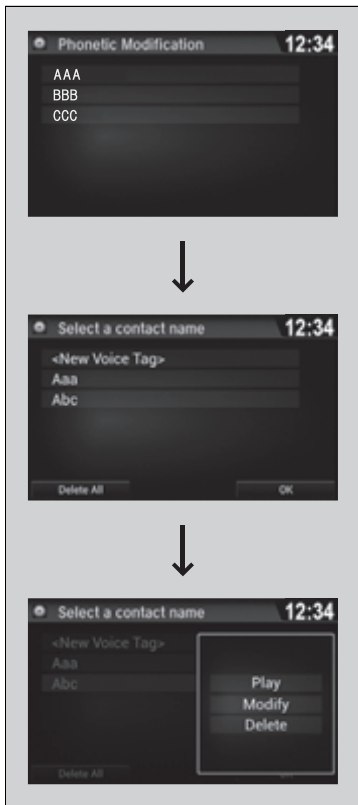 Phonetic Modification 12:34
AAA
BBB
CCC
Select a contact name 12:34
<New Voice Tag>
Aaa
Abc
Delete All OK
Select a contact name 12:34
<New Voice Tag>
Aaa
Abc
Play
Modify
Delete
Delete All